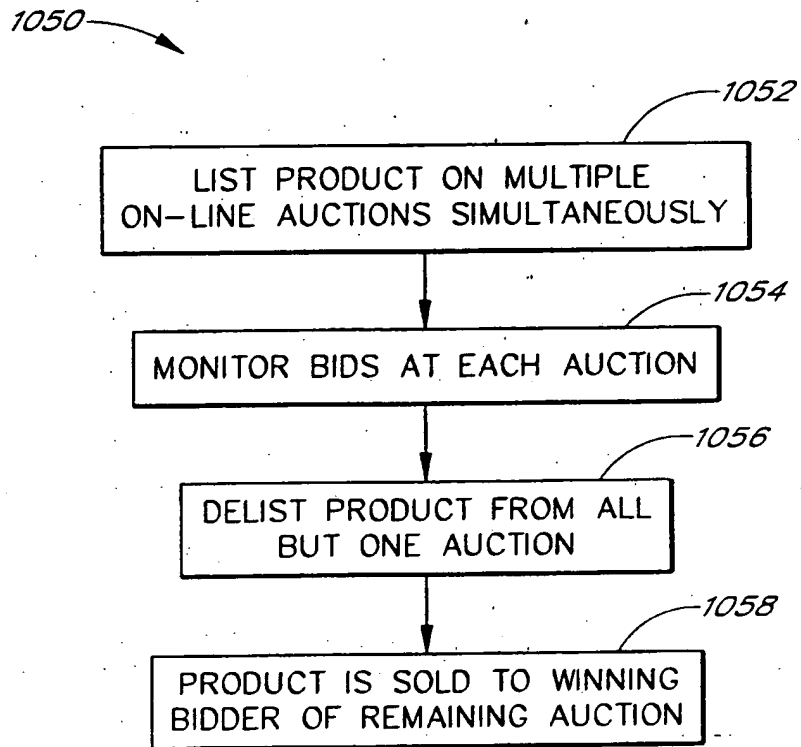 1050
1052
LIST PRODUCT ON MULTIPLE
ON-LINE AUCTIONS SIMULTANEOUSLY
1054
MONITOR BIDS AT EACH AUCTION
1056
DELIST PRODUCT FROM ALL
BUT ONE AUCTION
1058
PRODUCT IS SOLD TO WINNING
BIDDER OF REMAINING AUCTION